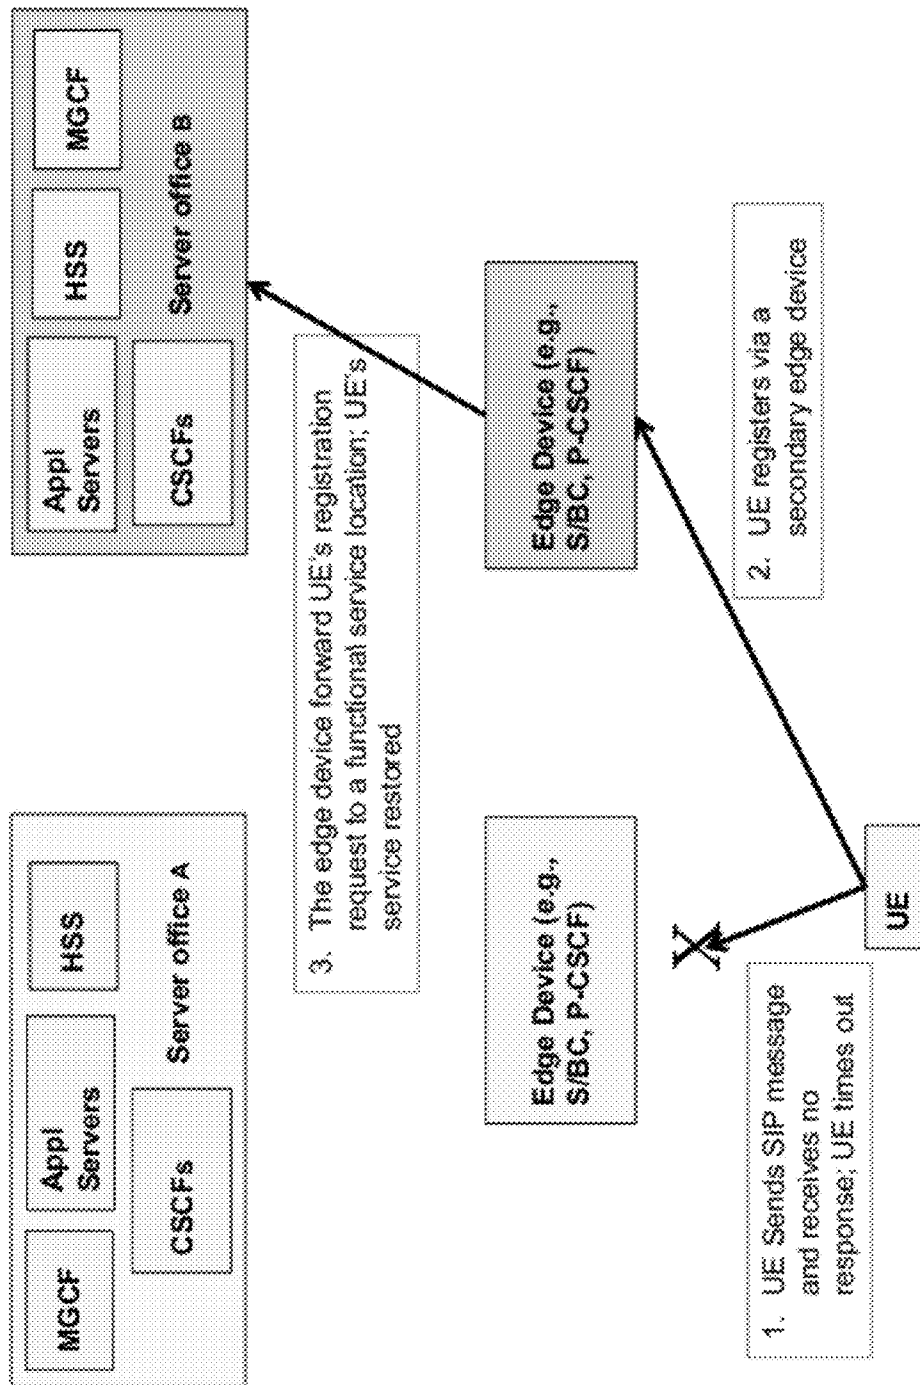 MGCF
Appl
Servers
HSS
CSCFs
Server office A
Appl
Servers
HSS
MGCF
CSCFs
Server office B
3. The edge device forward UE's registration
request to a functional service location; UE's
service restored
Edge Device (e.g.,
S/BC, P-CSCF)
Edge Device (e.g.,
S/BC, P-CSCF)
1. UE Sends SIP message
and receives no
response; UE times out
2. UE registers via a
secondary edge device
UE